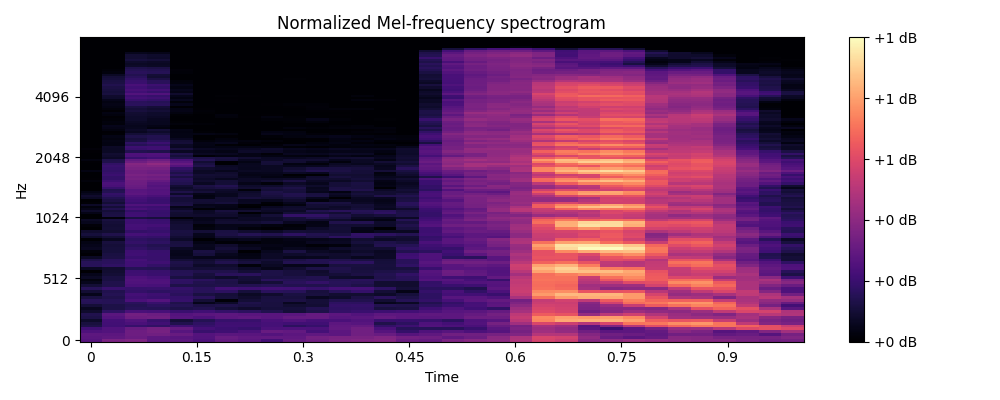 Normalized Mel-frequency spectrogram
Hz
4096
2048
1024
512
0
0 0.15 0.3 0.45 0.6 0.75 0.9
Time
+1 dB
+1 dB
+1 dB
+0 dB
+0 dB
+0 dB